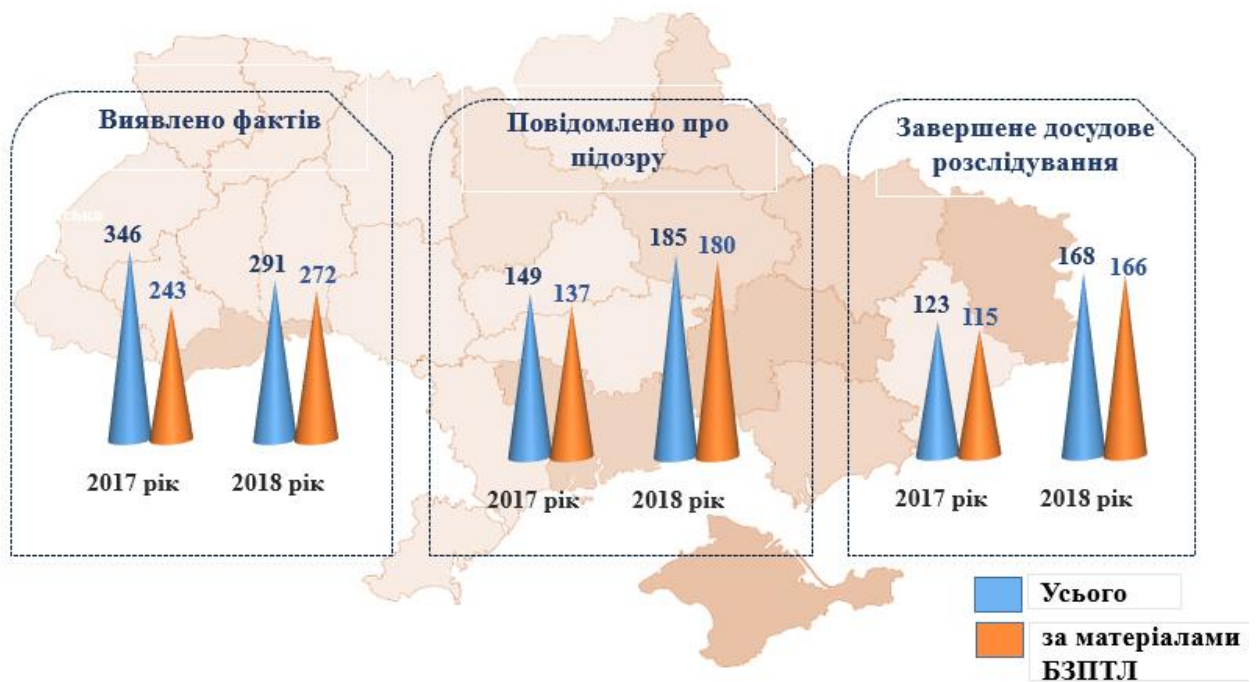 Виявлено фактів
346
243
291
272
2017 рік
2018 рік
Повідомлено про
підозру
149
137
185
180
2017 рік
2018 рік
Завершене досудове
розслідування
123
115
168
166
2017 рік
2018 рік
Усього
за матеріалами
БЗПТЛ